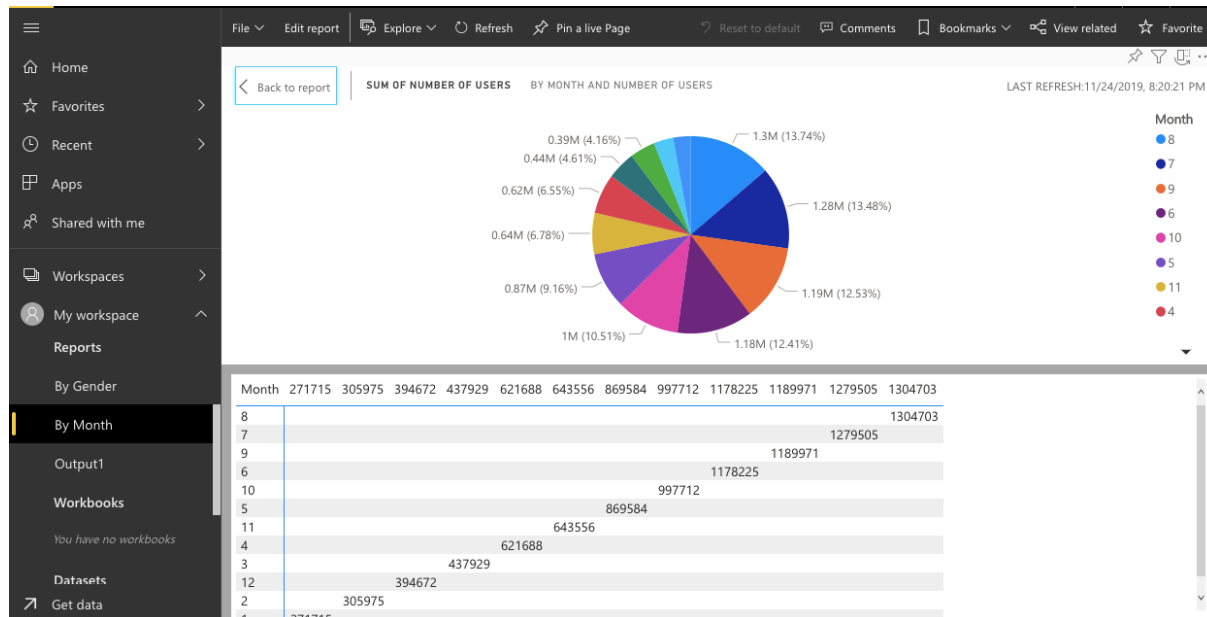 File Edit report Explore Refresh Pin a live Page Reset to default Comments Bookmarks View related Favorite
Home
Favorites
Recent
Apps
Shared with me
Workspaces
My workspace
Reports
By Gender
By Month
Output1
Workbooks
You have no workbooks
Datasets
Get data
Back to report SUM OF NUMBER OF USERS BY MONTH AND NUMBER OF USERS LAST REFRESH:11/24/2019, 8:20:21 PM
1.3M (13.74%)
1.28M (13.48%)
1.19M (12.53%)
1.18M (12.41%)
1M (10.51%)
0.87M (9.16%)
0.64M (6.78%)
0.62M (6.55%)
0.44M (4.61%)
0.39M (4.16%)
Month
8
7
9
6
10
5
11
4
Month 271715 305975 394672 437929 621688 643556 869584 997712 1178225 1189971 1279505 1304703
8 1304703
7 1279505
9 1189971
6 1178225
10 997712
5 869584
11 643556
4 621688
3 437929
12 394672
2 305975
1 271715